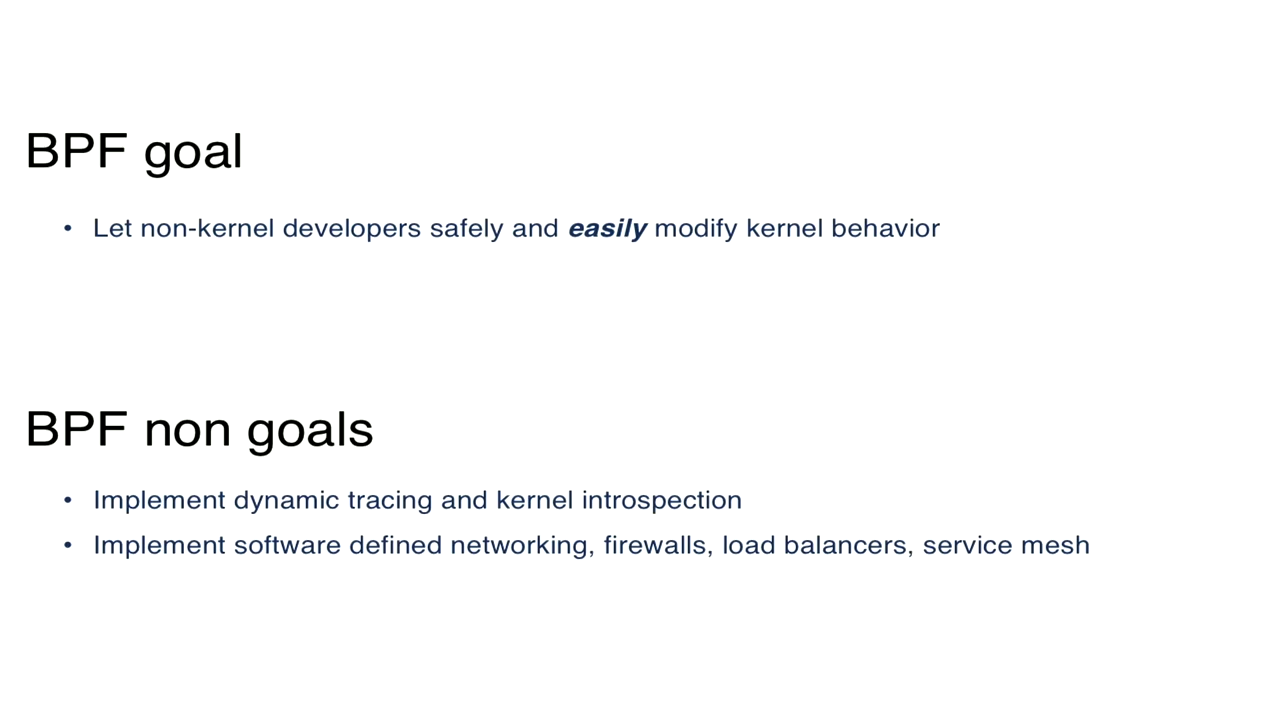 BPF goal
• Let non-kernel developers safely and easily modify kernel behavior
BPF non goals
• Implement dynamic tracing and kernel introspection
• Implement software defined networking, firewalls, load balancers, service mesh